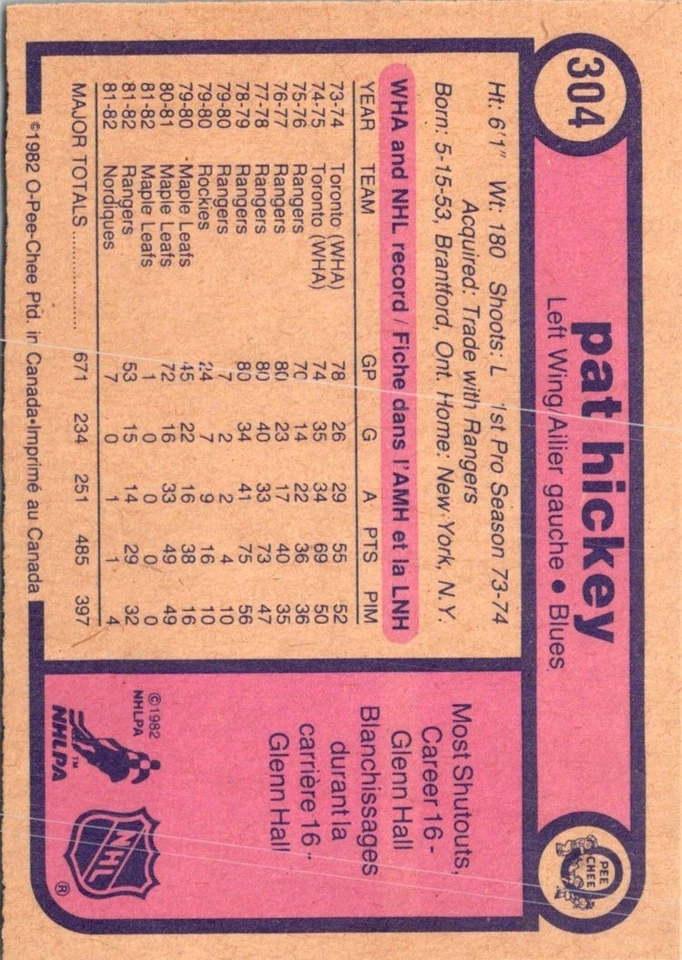 304
pat hickey
Left Wing/Ailier gauche • Blues
PEE
CHEE
Ht: 6'1" Wt: 180 Shoots: L 1st Pro Season 73-74
Acquired: Trade with Rangers
Born: 5-15-53, Brantford, Ont. Home: New York, N.Y.
WHA and NHL record / Fiche dans l'AMH et la LNH
YEAR TEAM GP G A PTS PIM
73-74 Toronto (WHA) 78 26 29 55 52
74-75 Toronto (WHA) 74 35 34 69 50
75-76 Rangers 70 14 22 36 36
76-77 Rangers 80 23 17 40 35
77-78 Rangers 80 40 33 73 47
78-79 Rangers 80 34 41 75 56
79-80 Rangers 7 2 2 4 10
79-80 Rockies 24 7 9 16 10
79-80 Maple Leafs 45 22 16 38 16
80-81 Maple Leafs 72 16 33 49 49
81-82 Maple Leafs 1 0 0 0 0
81-82 Rangers 53 15 14 29 32
81-82 Nordiques 7 0 1 1 4
MAJOR TOTALS ............... 671 234 251 485 397
©1982 O-Pee-Chee Ptd. in Canada•Imprimé au Canada
Most Shutouts,
Career 16 -
Glenn Hall
Blanchissages
durant la
carrière 16 -
Glenn Hall
©1982
NHLPA
NHLPA
™
NHL
®